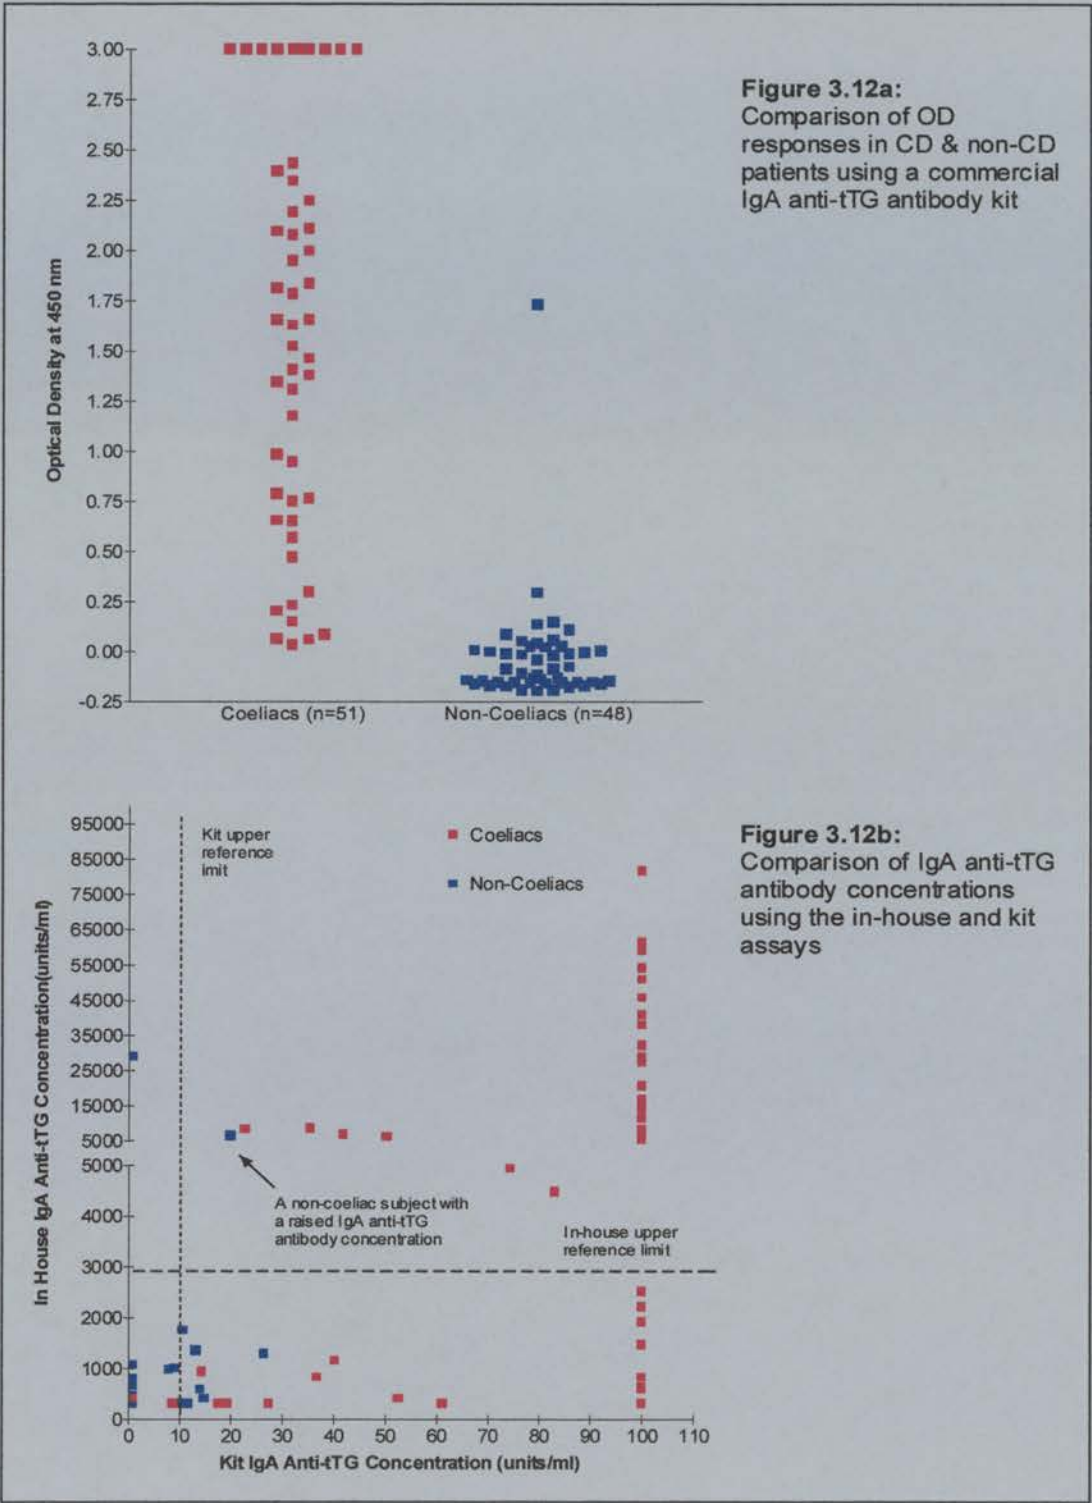 Figure 3.12a:
Comparison of OD
responses in CD & non-CD
patients using a commercial
IgA anti-tTG antibody kit
Optical Density at 450 nm
3.00
2.75
2.50
2.25
2.00
1.75
1.50
1.25
1.00
0.75
0.50
0.25
0.00
-0.25
Coeliacs (n=51)
Non-Coeliacs (n=48)
Figure 3.12b:
Comparison of IgA anti-tTG
antibody concentrations
using the in-house and kit
assays
In House IgA Anti-tTG Concentration(units/ml)
95000
85000
75000
65000
55000
45000
35000
25000
15000
5000
5000
4000
3000
2000
1000
0
Kit upper
reference
imit
Coeliacs
Non-Coeliacs
A non-coeliac subject with
a raised IgA anti-tTG
antibody concentration
In-house upper
reference limit
0 10 20 30 40 50 60 70 80 90 100 110
Kit IgA Anti-tTG Concentration (units/ml)